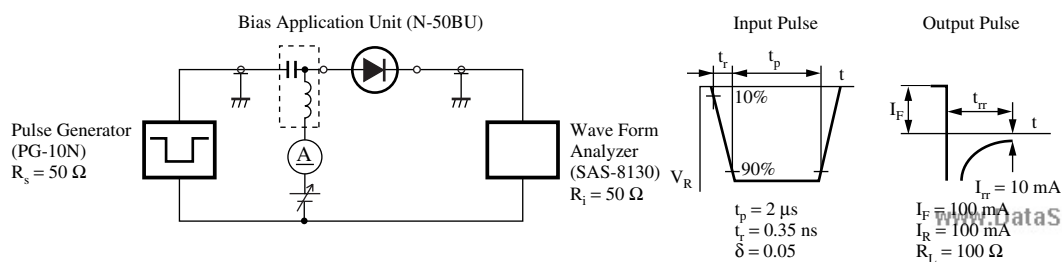 Bias Application Unit (N-50BU)
Pulse Generator
(PG-10N)
R_s = 50 Ω
A
Wave Form
Analyzer
(SAS-8130)
R_i = 50 Ω
Input Pulse
t_r
t_p
t
10%
90%
V_R
t_p = 2 μs
t_r = 0.35 ns
δ = 0.05
Output Pulse
I_F
t_rr
t
I_rr = 10 mA
I_F = 100 mA
I_R = 100 mA
R_L = 100 Ω
www.DataS